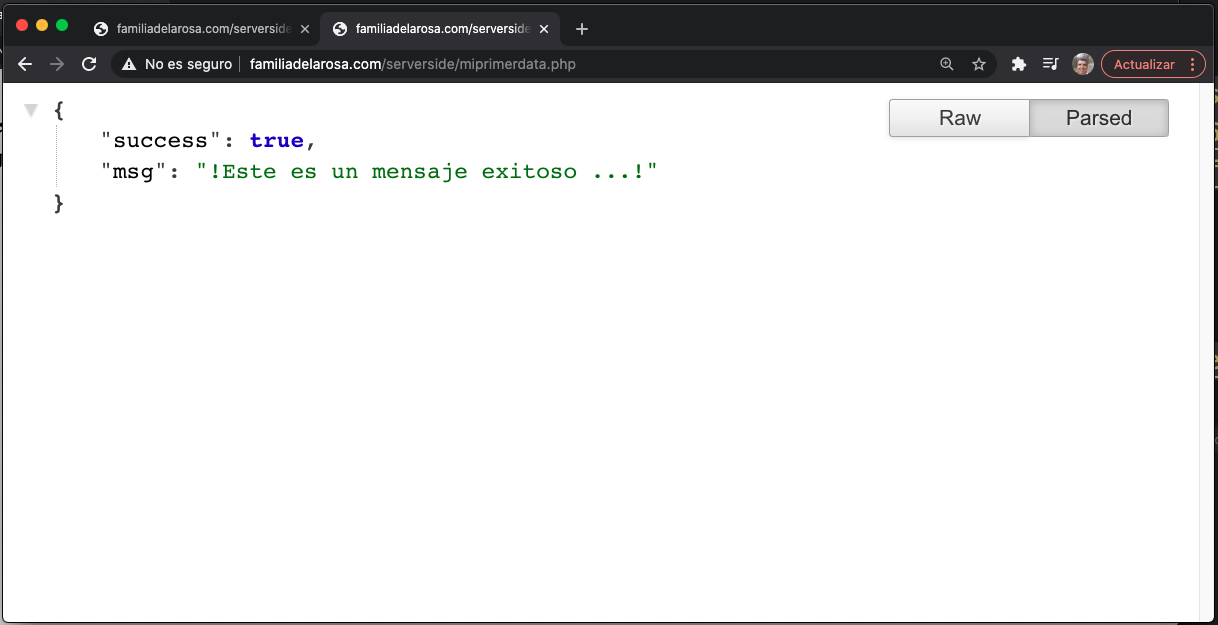 familiadelarosa.com/serverside
familiadelarosa.com/serverside
No es seguro
familiadelarosa.com/serverside/miprimerdata.php
Actualizar
Raw
Parsed
{
"success": true,
"msg": "!Este es un mensaje exitoso ...!"
}